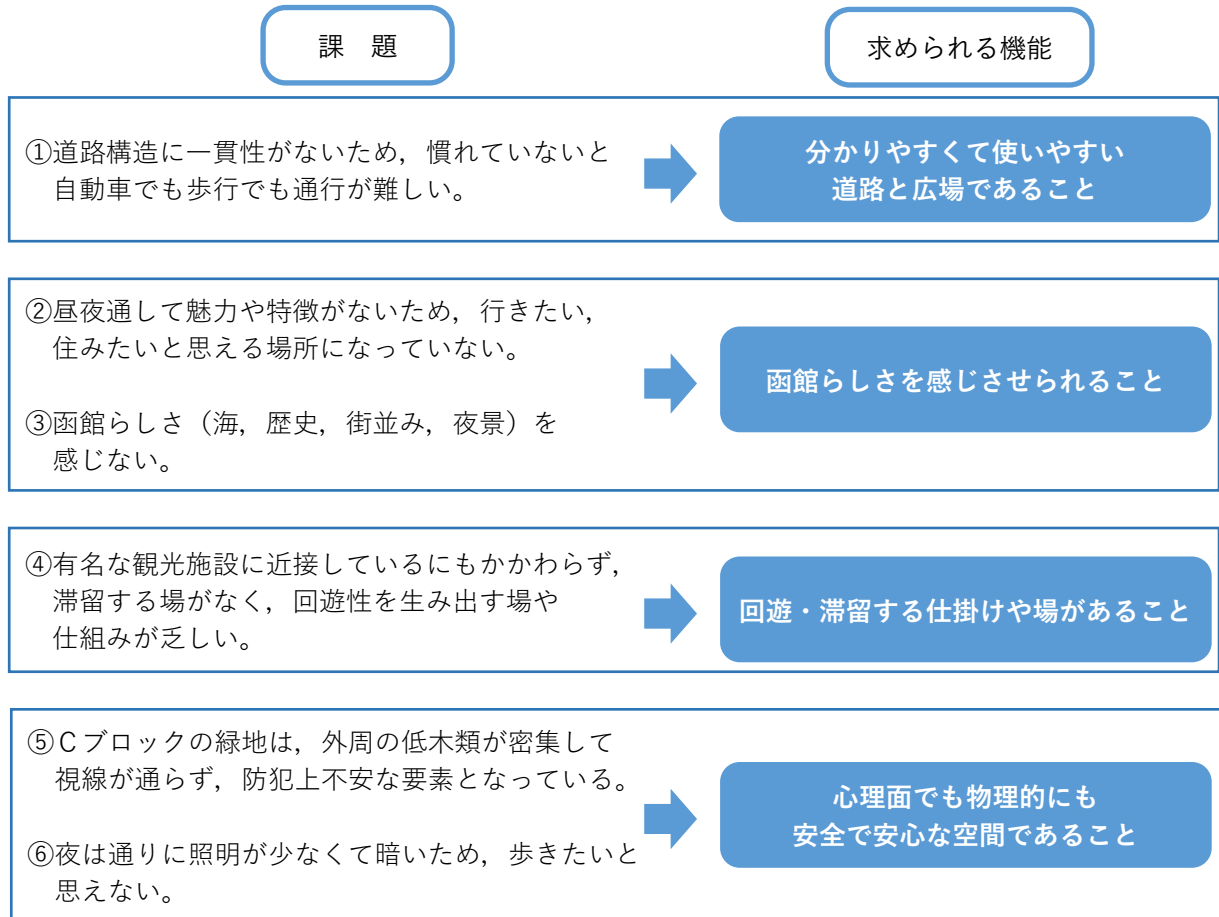 課　題
求められる機能
①道路構造に一貫性がないため，慣れていないと
自動車でも歩行でも通行が難しい。
分かりやすくて使いやすい
道路と広場であること
②昼夜通して魅力や特徴がないため，行きたい，
住みたいと思える場所になっていない。
③函館らしさ（海，歴史，街並み，夜景）を
感じない。
函館らしさを感じさせられること
④有名な観光施設に近接しているにもかかわらず，
滞留する場がなく，回遊性を生み出す場や
仕組みが乏しい。
回遊・滞留する仕掛けや場があること
⑤Ｃブロックの緑地は，外周の低木類が密集して
視線が通らず，防犯上不安な要素となっている。
⑥夜は通りに照明が少なくて暗いため，歩きたいと
思えない。
心理面でも物理的にも
安全で安心な空間であること